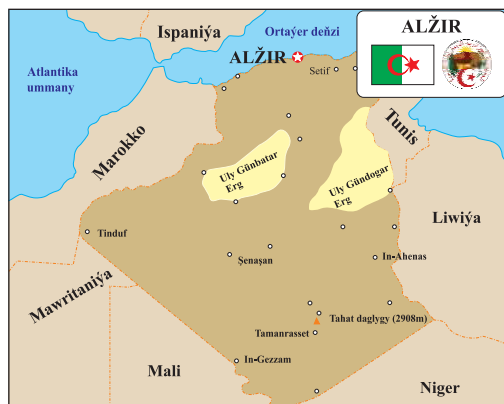 Ispaniýa
Ortaýer deňzi
ALŽIR
ALŽIR
Setif
Atlantika
ummany
Marokko
Tunis
Uly Günbatar
Erg
Uly Gündogar
Erg
Liwiýa
Tinduf
Şenaşan
In-Ahenas
Mawritaniýa
Tahat daglygy (2908m)
Tamanrasset
In-Gezzam
Mali
Niger